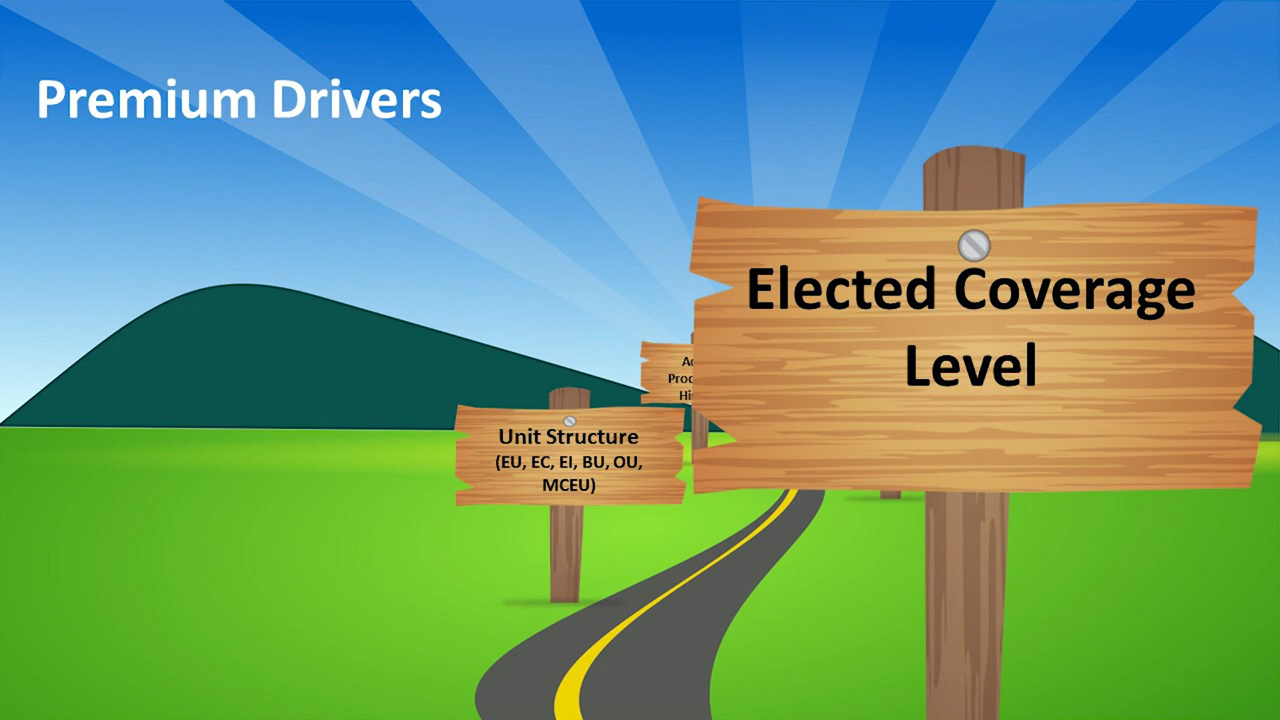 Premium Drivers
Elected Coverage
Level
Unit Structure
(EU, EC, EI, BU, OU,
MCEU)